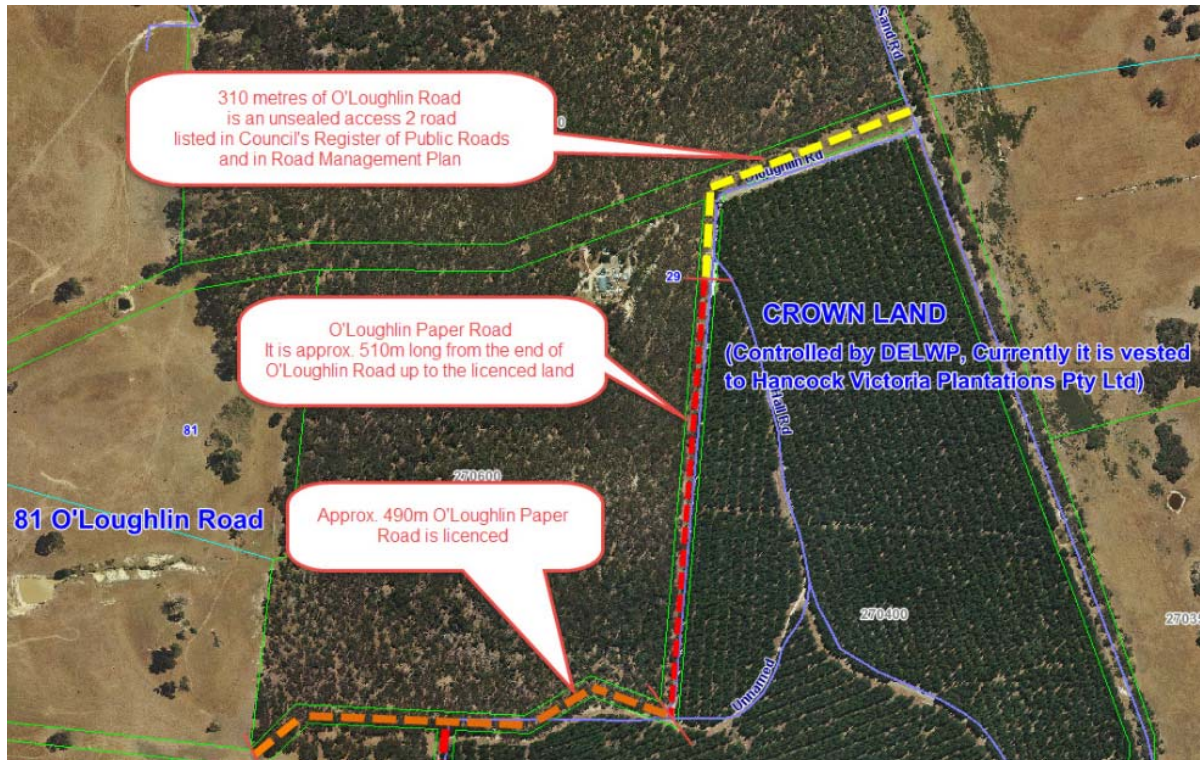 Sand Rd
310 metres of O'Loughlin Road
is an unsealed access 2 road
listed in Council's Register of Public Roads
and in Road Management Plan
0
Oloughlin Rd
29
CROWN LAND
(Controlled by DELWP, Currently it is vested
to Hancock Victoria Plantations Pty Ltd)
O'Loughlin Paper Road
It is approx. 510m long from the end of
O'Loughlin Road up to the licenced land
Hall Rd
81
270600
81 O'Loughlin Road
Approx. 490m O'Loughlin Paper
Road is licenced
270400
2703
Unnamed